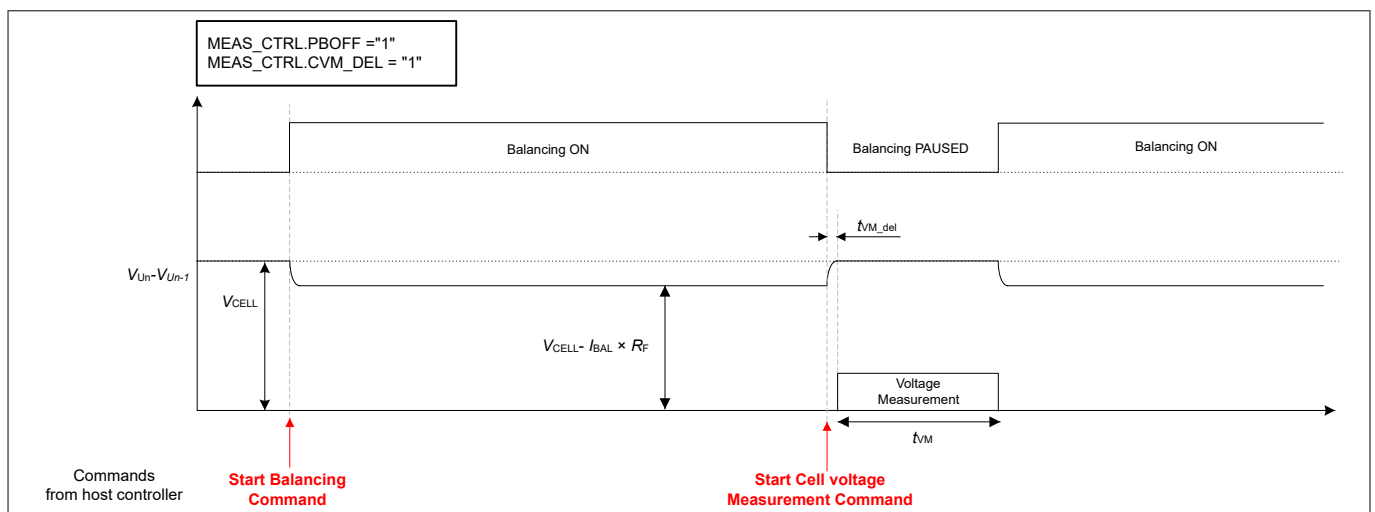 MEAS_CTRL.PBOFF ="1"
MEAS_CTRL.CVM_DEL = "1"
Balancing ON
Balancing PAUSED
Balancing ON
tVM_del
VUn-VUn-1
VCELL
VCELL- IBAL × RF
Voltage
Measurement
tVM
Commands
from host controller
Start Balancing
Command
Start Cell voltage
Measurement Command